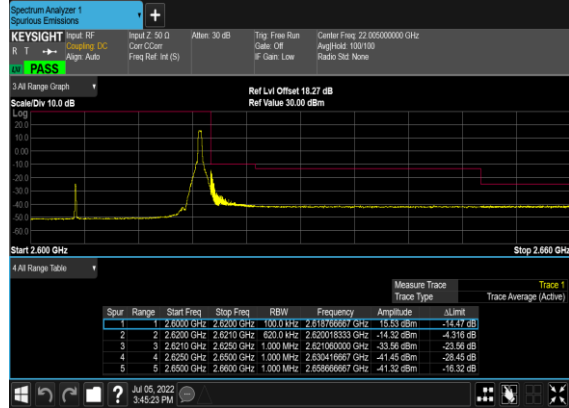 Spectrum Analyzer 1
Spurious Emissions
KEYSIGHT
R T
LW PASS
Input: RF
Coupling: DC
Align: Auto
Input Z: 50 Ω
Corr CCorr
Freq Ref: Int (S)
Atten: 30 dB
Trig: Free Run
Gate: Off
IF Gain: Low
Center Freq: 22.005000000 GHz
Avg|Hold: 100/100
Radio Std: None
3 All Range Graph
Scale/Div 10.0 dB
Ref Lvl Offset 18.27 dB
Ref Value 30.00 dBm
Log
20.0
10.0
0.00
-10.0
-20.0
-30.0
-40.0
-50.0
-60.0
Start 2.600 GHz Stop 2.660 GHz
4 All Range Table
Measure Trace Trace 1
Trace Type Trace Average (Active)
Spur Range Start Freq Stop Freq RBW Frequency Amplitude ΔLimit
1 1 2.6000 GHz 2.6200 GHz 100.0 kHz 2.618766667 GHz 15.53 dBm -14.47 dB
2 2 2.6200 GHz 2.6210 GHz 620.0 kHz 2.620018333 GHz -14.32 dBm -4.316 dB
3 3 2.6210 GHz 2.6250 GHz 1.000 MHz 2.621060000 GHz -33.56 dBm -23.56 dB
4 4 2.6250 GHz 2.6500 GHz 1.000 MHz 2.630416667 GHz -41.45 dBm -28.45 dB
5 5 2.6500 GHz 2.6600 GHz 1.000 MHz 2.658666667 GHz -41.32 dBm -16.32 dB
Jul 05, 2022
3:45:23 PM